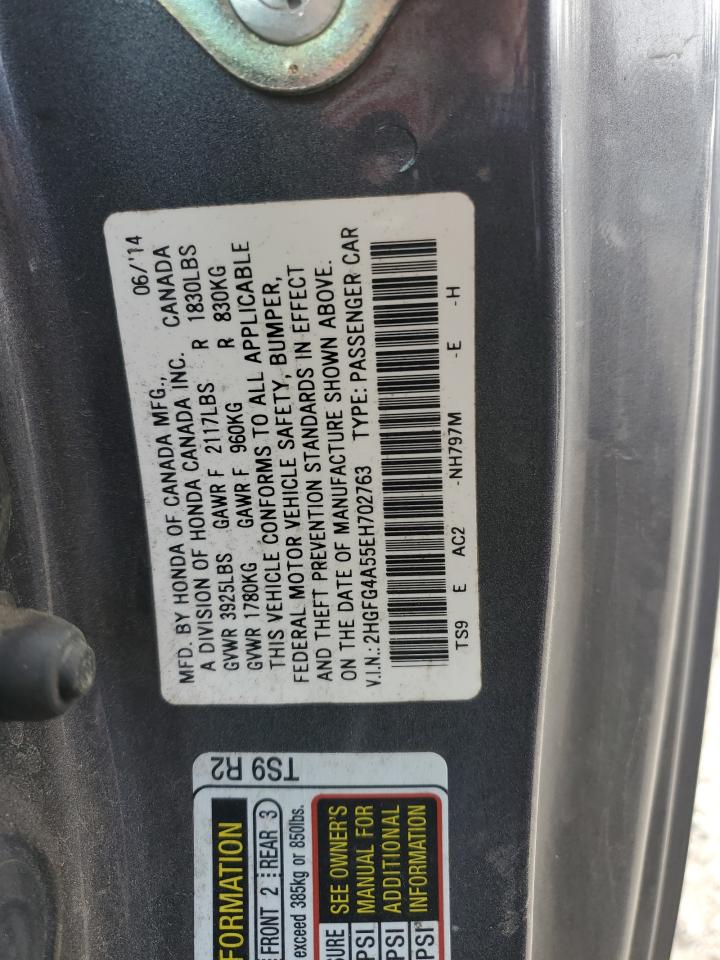 MFD. BY HONDA OF CANADA MFG., 06/'14
A DIVISION OF HONDA CANADA INC. CANADA
GVWR 3925LBS GAWR F 2117LBS R 1830LBS
GVWR 1780KG GAWR F 960KG R 830KG
THIS VEHICLE CONFORMS TO ALL APPLICABLE
FEDERAL MOTOR VEHICLE SAFETY, BUMPER,
AND THEFT PREVENTION STANDARDS IN EFFECT
ON THE DATE OF MANUFACTURE SHOWN ABOVE.
V.I.N.: 2HGFG4A55EH702763 TYPE: PASSENGER CAR
TS9 E AC2 -NH797M -E -H
TS9 R2
FORMATION
FRONT 2 REAR 3
exceed 385kg or 850lbs.
SEE OWNER'S
MANUAL FOR
ADDITIONAL
INFORMATION
URE
PSI
PSI
PSI